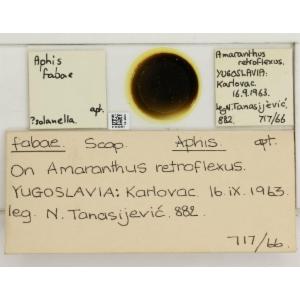 Aphis
fabae
apt.
?solanella
Amaranthus
retroflexus.
YUGOSLAVIA:
Karlovac.
16.9.1963.
leg N. Tanasijević.
882. 717/66
fabae. Scop. Aphis. apt.
On Amaranthus retroflexus.
YUGOSLAVIA: Karlovac. 16. ix. 1963.
leg. N. Tanasijević. 882.
717/66.